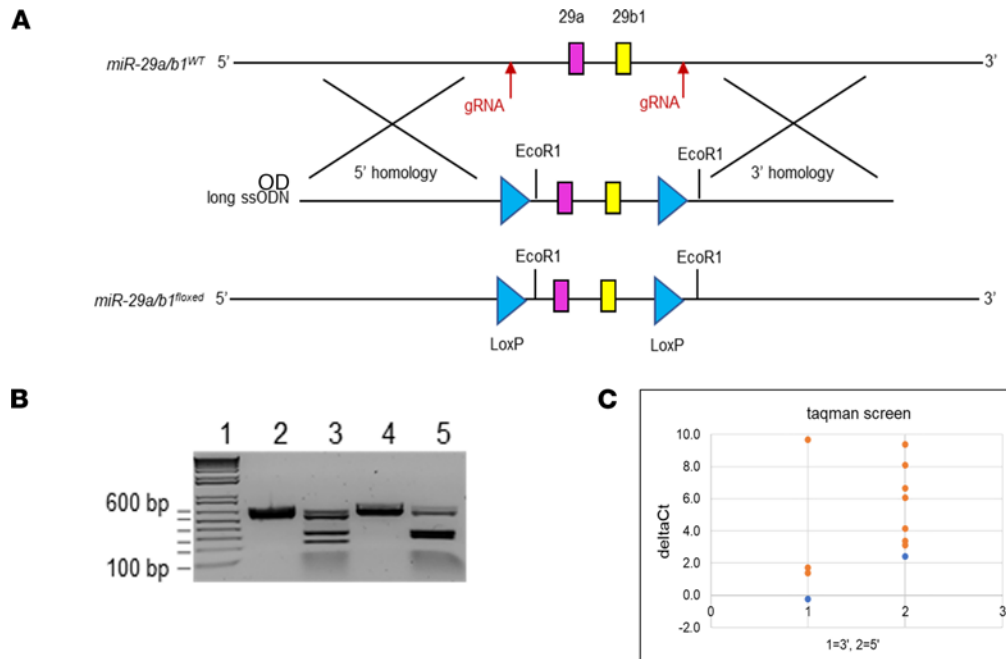 A
29a 29b1
miR-29a/b1WT 5’ 3’
gRNA gRNA
EcoR1 EcoR1
5’ homology 3’ homology
OD
long ssODN
EcoR1 EcoR1
miR-29a/b1floxed 5’ 3’
LoxP LoxP
B
1 2 3 4 5
600 bp
100 bp
C
taqman screen
10.0
8.0
6.0
4.0
2.0
0.0
-2.0
deltaCt
0 1 2 3
1=3', 2=5'